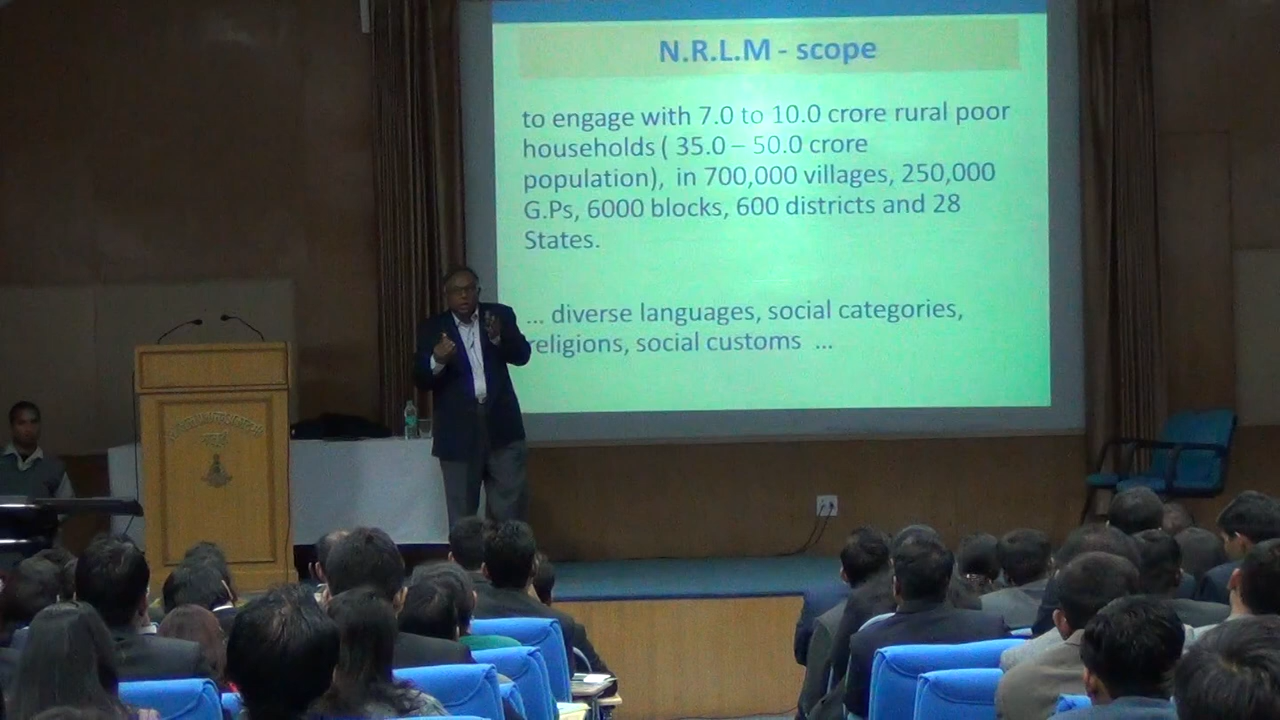 N.R.L.M - scope
to engage with 7.0 to 10.0 crore rural poor
households ( 35.0 – 50.0 crore
population), in 700,000 villages, 250,000
G.Ps, 6000 blocks, 600 districts and 28
States.
... diverse languages, social categories,
religions, social customs ...